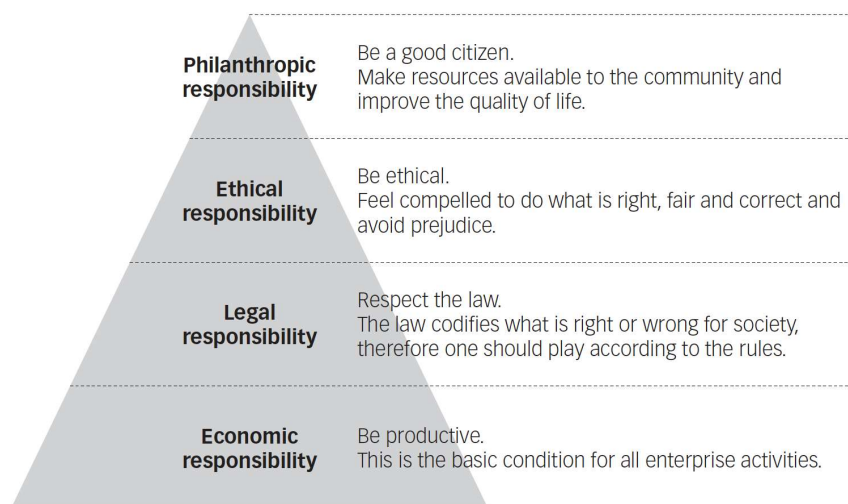 Philanthropic
responsibility
Be a good citizen.
Make resources available to the community and
improve the quality of life.
Ethical
responsibility
Be ethical.
Feel compelled to do what is right, fair and correct and
avoid prejudice.
Legal
responsibility
Respect the law.
The law codifies what is right or wrong for society,
therefore one should play according to the rules.
Economic
responsibility
Be productive.
This is the basic condition for all enterprise activities.